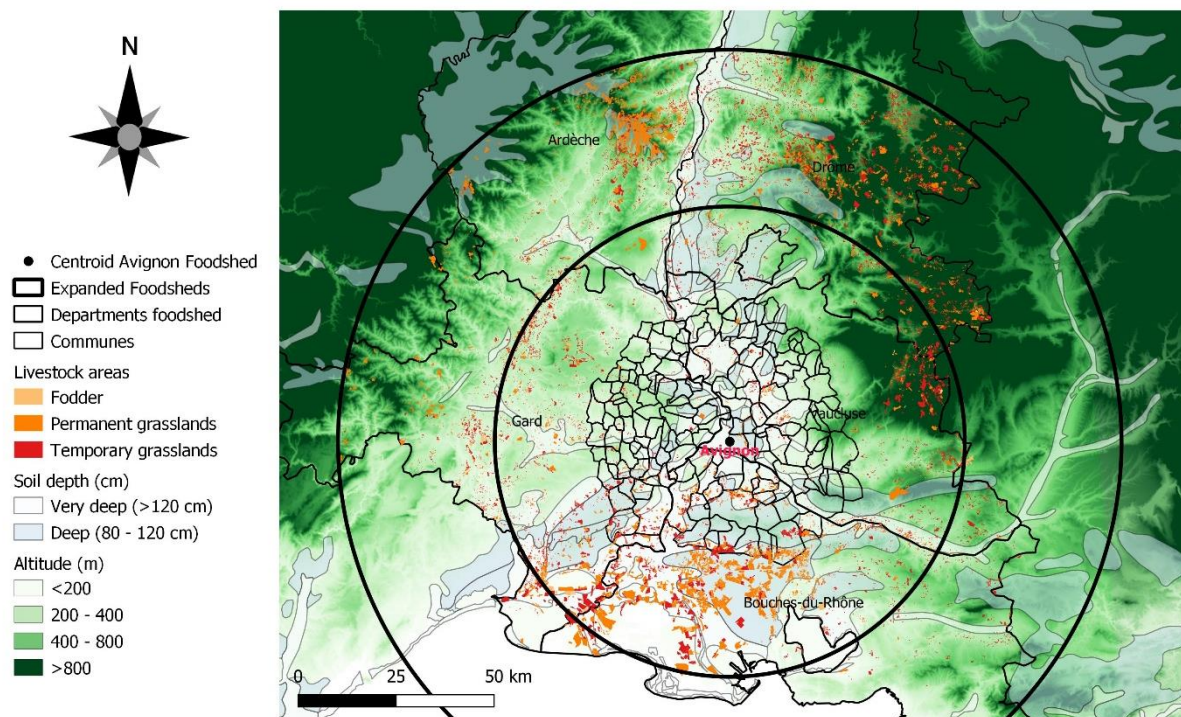 N
Centroid Avignon Foodshed
Expanded Foodsheds
Departments foodshed
Communes
Livestock areas
Fodder
Permanent grasslands
Temporary grasslands
Soil depth (cm)
Very deep (>120 cm)
Deep (80 - 120 cm)
Altitude (m)
<200
200 - 400
400 - 800
>800
Ardèche
Drôme
Gard
Vaucluse
Avignon
Bouches-du-Rhône
0 25 50 km